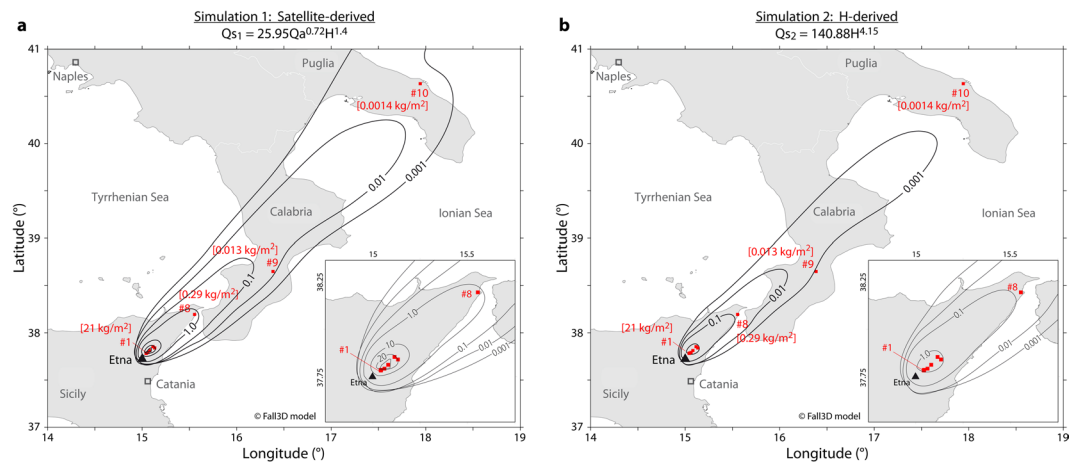 Simulation 1: Satellite-derived
a
Qs₁ = 25.95Qa⁰·⁷²H¹·⁴
15
15.5
38.25
37.75
#8
1.0
0.1
0.01
0.001
10
20
#1
Etna
41
40
39
38
37
Latitude (°)
Naples
Puglia
#10
[0.0014 kg/m²]
0.01
0.001
Tyrrhenian Sea
Calabria
Ionian Sea
[0.013 kg/m²]
#9
0.1
[0.29 kg/m²]
#8
1.0
[21 kg/m²]
#1
Etna
Catania
Sicily
© Fall3D model
14
15
16
17
18
19
Longitude (°)
Simulation 2: H-derived
b
Qs₂ = 140.88H⁴·¹⁵
41
40
39
38
37
Latitude (°)
Naples
Puglia
#10
[0.0014 kg/m²]
0.001
Tyrrhenian Sea
Calabria
Ionian Sea
[0.013 kg/m²]
#9
0.01
0.1
#8
[0.29 kg/m²]
[21 kg/m²]
#1
Etna
Catania
Sicily
© Fall3D model
15
15.5
38.25
37.75
#8
0.1
1.0
0.01
0.001
#1
Etna
14
15
16
17
18
19
Longitude (°)